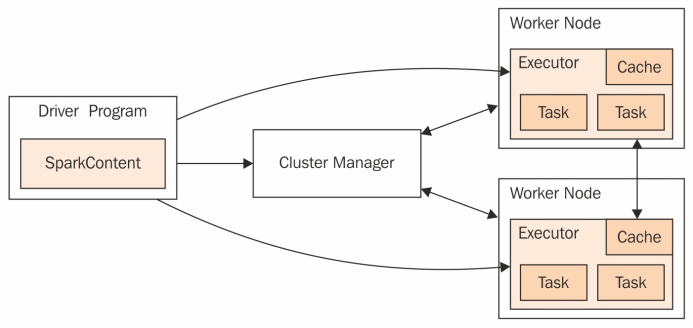 Driver Program
SparkContent
Cluster Manager
Worker Node
Executor
Cache
Task
Task
Worker Node
Executor
Cache
Task
Task